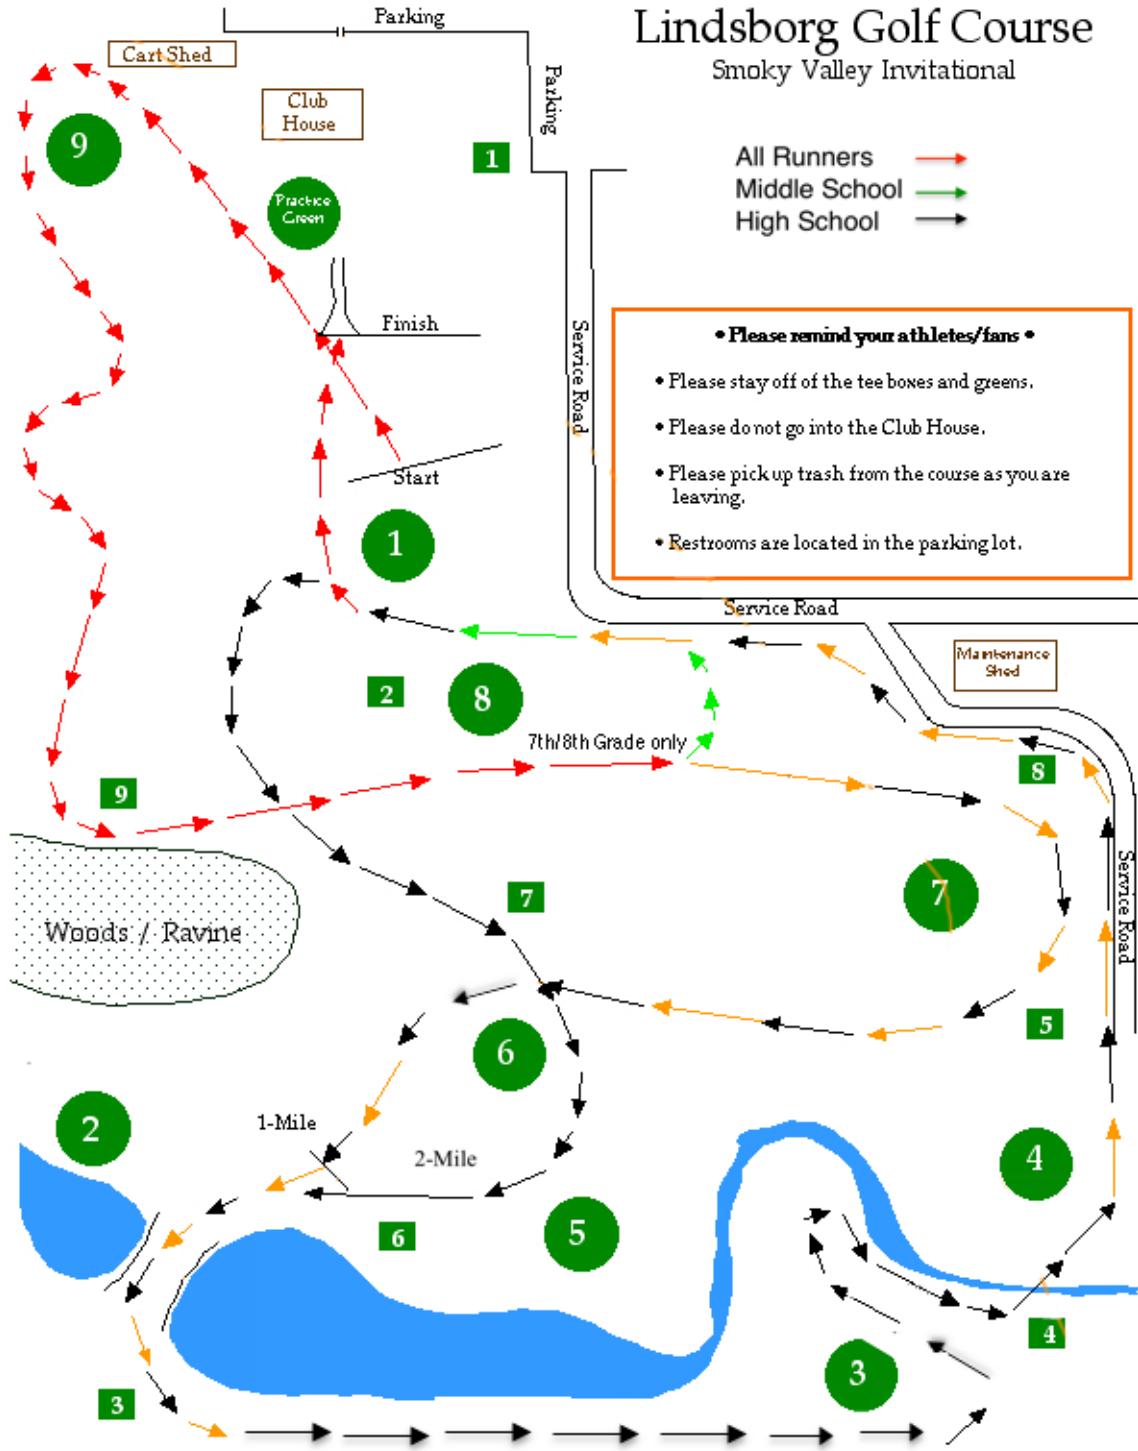 Lindsborg Golf Course
Smoky Valley Invitational
Parking
Cart Shed
Club
House
Parking
9
1
Practice
Green
All Runners
Middle School
High School
Finish
Start
Service Road
• Please remind your athletes/fans •
• Please stay off of the tee boxes and greens.
• Please do not go into the Club House.
• Please pick up trash from the course as you are
leaving.
• Restrooms are located in the parking lot.
1
Service Road
Maintenance
Shed
2
8
7th/8th Grade only
8
9
7
7
Service Road
Woods / Ravine
5
6
2
1-Mile
2-Mile
4
6
5
4
3
3